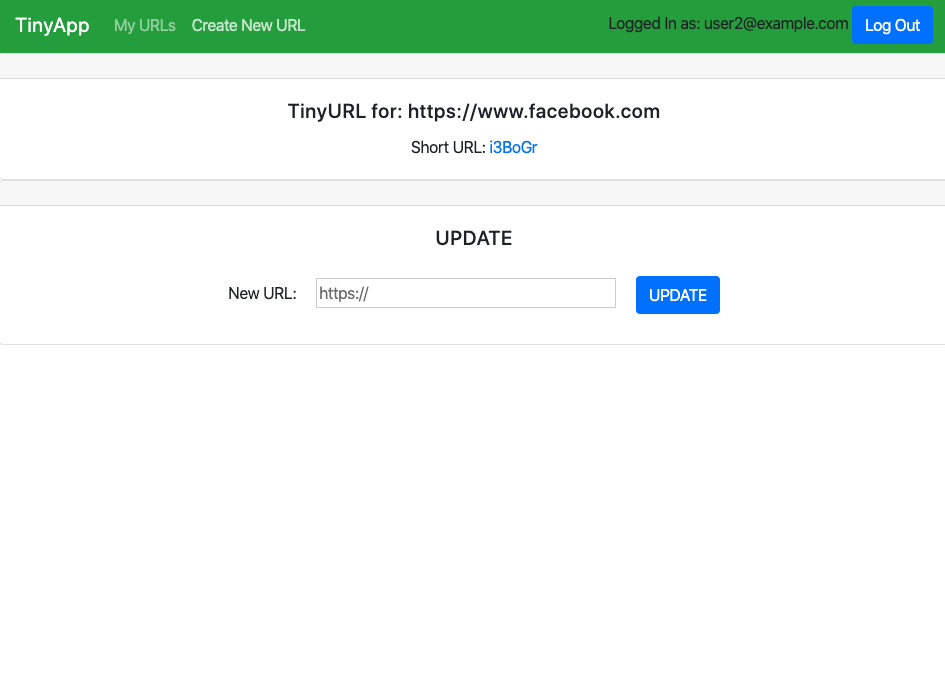 TinyApp My URLs Create New URL Logged In as: user2@example.com Log Out
TinyURL for: https://www.facebook.com
Short URL: i3BoGr
UPDATE
New URL: https:// UPDATE